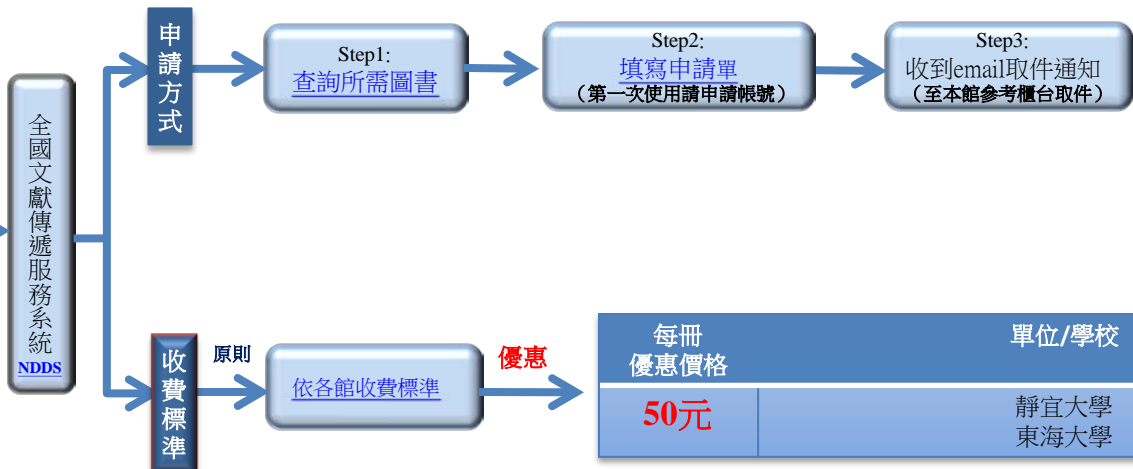 全國文獻傳遞服務系統
NDDS
申請方式
Step1:
查詢所需圖書
Step2:
填寫申請單
（第一次使用請申請帳號）
Step3:
收到email取件通知
（至本館參考櫃台取件）
收費標準
原則
依各館收費標準
優惠
每冊
優惠價格
單位/學校
50元
靜宜大學
東海大學